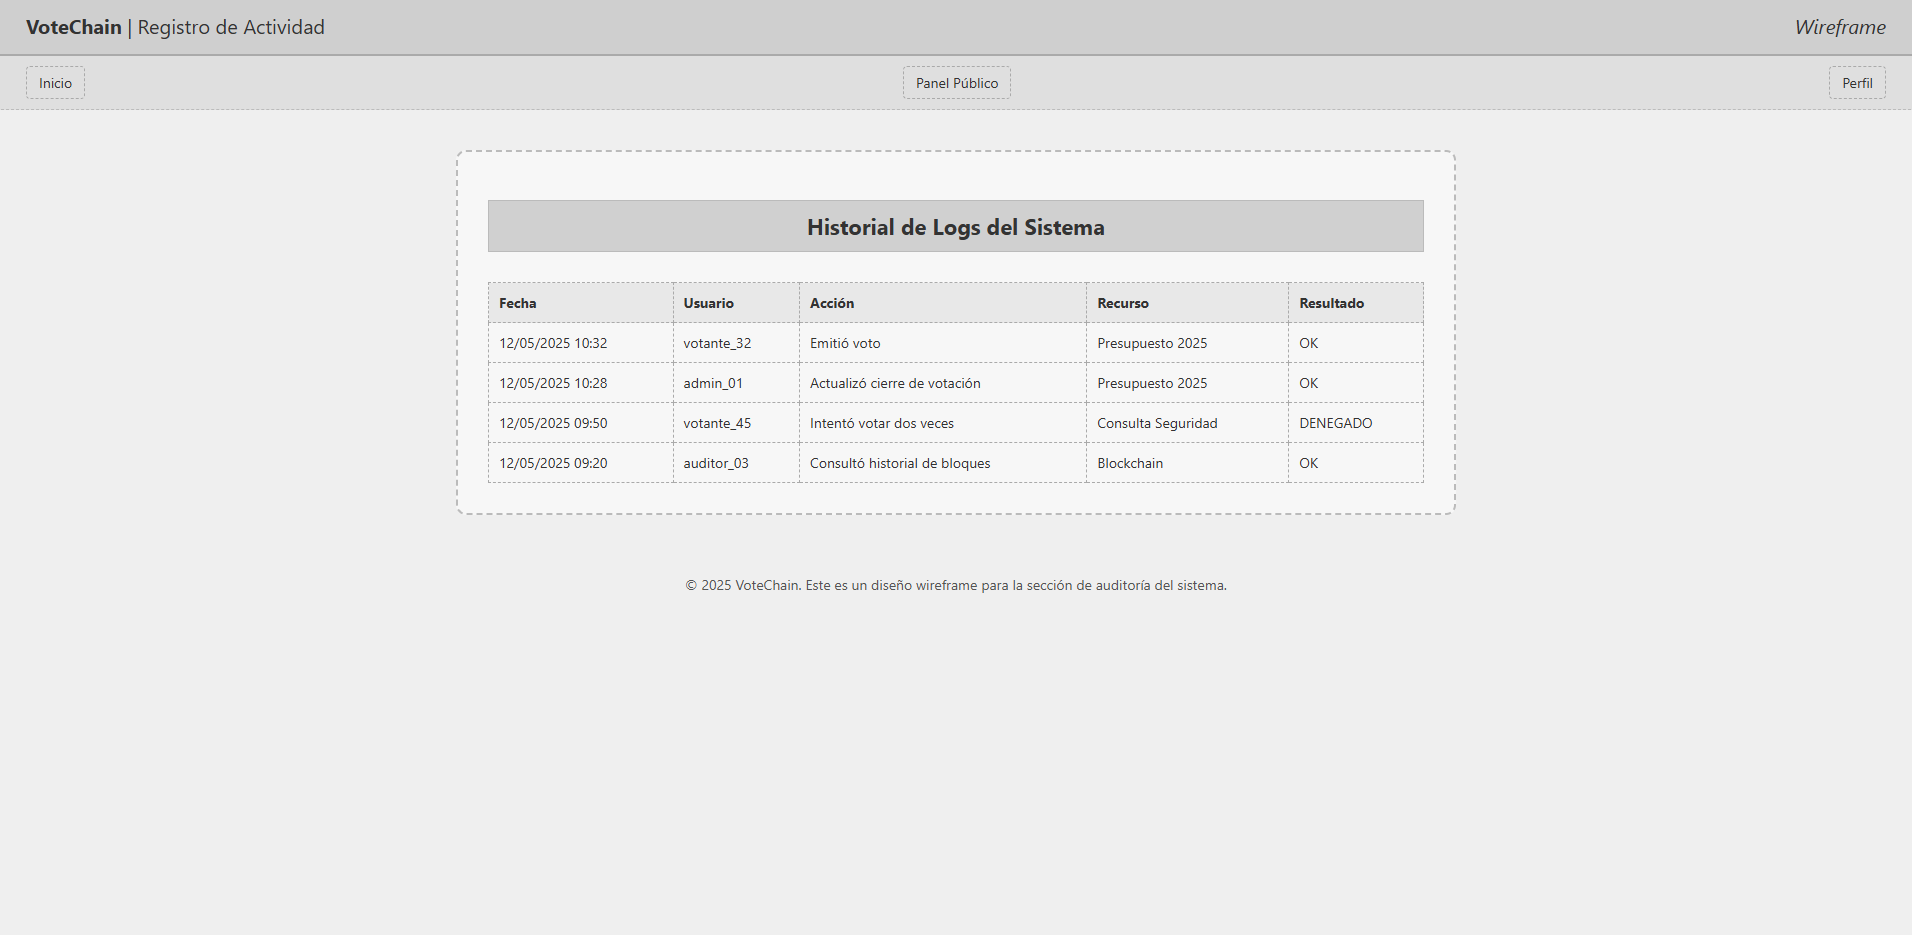 VoteChain | Registro de Actividad
Wireframe
Inicio
Panel Público
Perfil
Historial de Logs del Sistema
Fecha Usuario Acción Recurso Resultado
12/05/2025 10:32 votante_32 Emitió voto Presupuesto 2025 OK
12/05/2025 10:28 admin_01 Actualizó cierre de votación Presupuesto 2025 OK
12/05/2025 09:50 votante_45 Intentó votar dos veces Consulta Seguridad DENEGADO
12/05/2025 09:20 auditor_03 Consultó historial de bloques Blockchain OK
© 2025 VoteChain. Este es un diseño wireframe para la sección de auditoría del sistema.